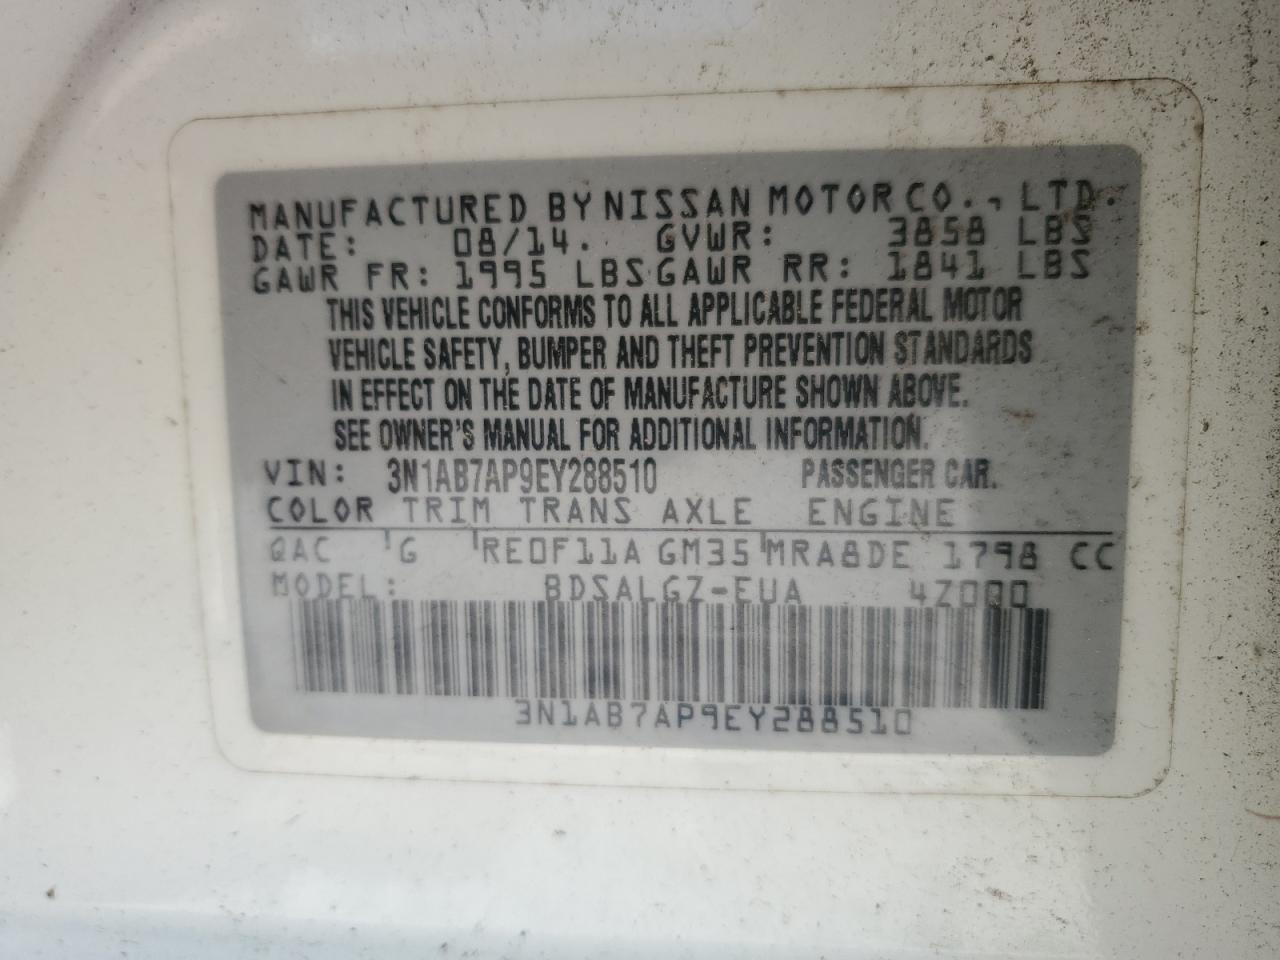 MANUFACTURED BY NISSAN MOTOR CO., LTD.
DATE: 08/14. GVWR: 3858 LBS
GAWR FR: 1995 LBS GAWR RR: 1841 LBS
THIS VEHICLE CONFORMS TO ALL APPLICABLE FEDERAL MOTOR
VEHICLE SAFETY, BUMPER AND THEFT PREVENTION STANDARDS
IN EFFECT ON THE DATE OF MANUFACTURE SHOWN ABOVE.
SEE OWNER'S MANUAL FOR ADDITIONAL INFORMATION.
VIN: 3N1AB7AP9EY288510 PASSENGER CAR.
COLOR TRIM TRANS AXLE ENGINE
QAC G RE0F11A GM35 MRA8DE 1798 CC
MODEL: BDSALGZ-EUA 4Z000
3N1AB7AP9EY288510